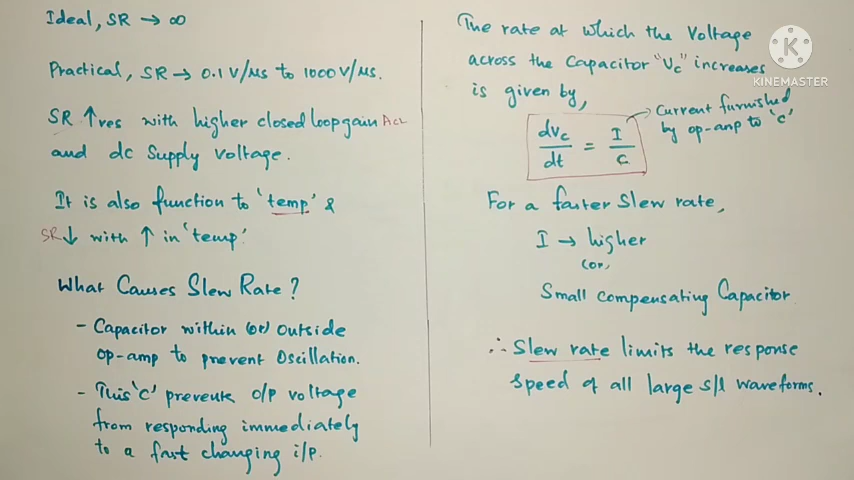 Ideal, SR → ∞
Practical, SR → 0.1 V/μs to 1000 V/μs.
SR ↑res with higher closed loop gain ACL
and dc Supply Voltage.
It is also function to 'temp' &
SR ↓ with ↑ in 'temp'.
What Causes Slew Rate?
- Capacitor within (or) outside
op-amp to prevent Oscillation.
- This 'C' prevents O/P voltage
from responding immediately
to a fast changing i/p.
The rate at which the Voltage
across the Capacitor "Vc" increases
is given by,
dvc/dt = I/C → Current furnished
by op-amp to 'C'
For a faster Slew rate,
I → higher
(or)
Small compensating Capacitor
∴ Slew rate limits the response
speed of all large s/l waveforms.
KINEMASTER